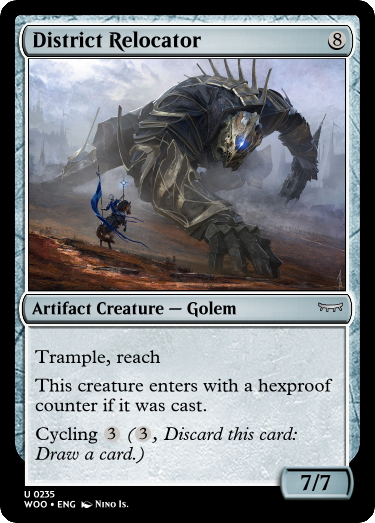 District Relocator 8
Artifact Creature — Golem
Trample, reach
This creature enters with a hexproof
counter if it was cast.
Cycling 3 (3, Discard this card:
Draw a card.)
7/7
U 0235
WOO • ENG Nino Is.